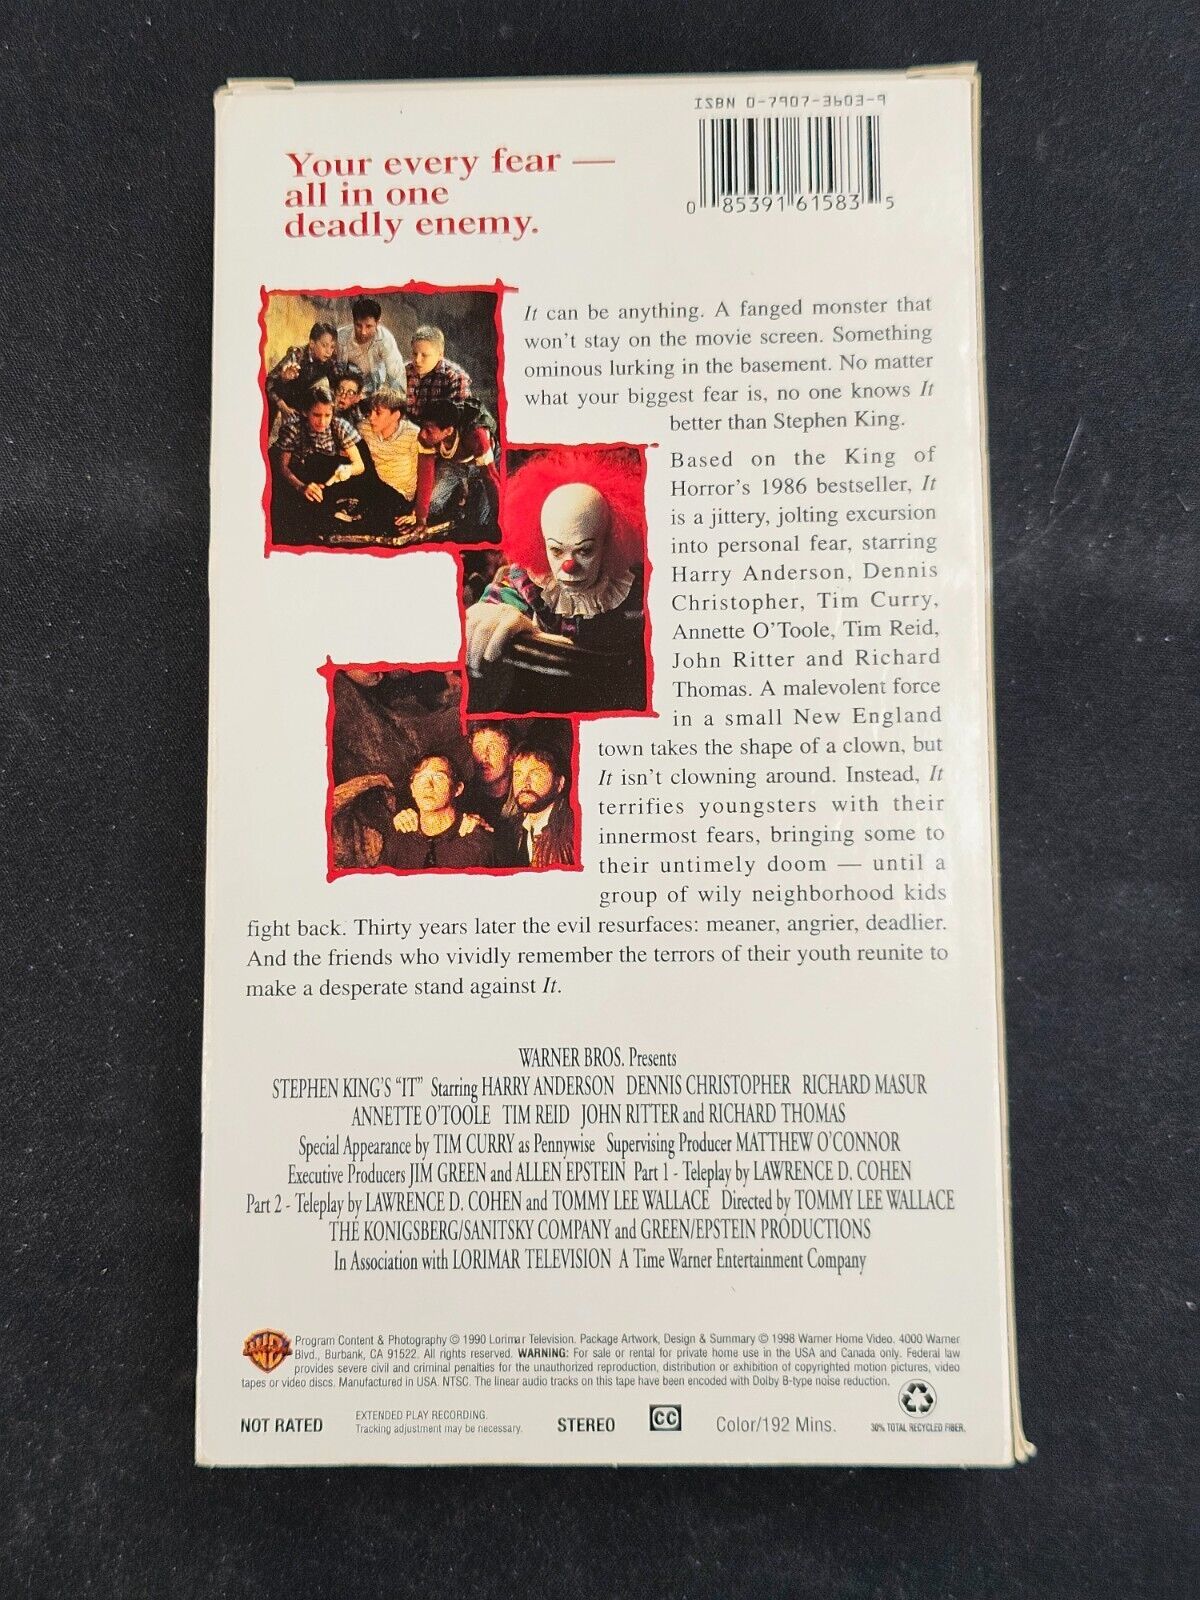 ISBN 0-7907-3603-9
0 85391 61583 5
Your every fear —
all in one
deadly enemy.
It can be anything. A fanged monster that
won't stay on the movie screen. Something
ominous lurking in the basement. No matter
what your biggest fear is, no one knows It
better than Stephen King.
Based on the King of
Horror's 1986 bestseller, It
is a jittery, jolting excursion
into personal fear, starring
Harry Anderson, Dennis
Christopher, Tim Curry,
Annette O'Toole, Tim Reid,
John Ritter and Richard
Thomas. A malevolent force
in a small New England
town takes the shape of a clown, but
It isn't clowning around. Instead, It
terrifies youngsters with their
innermost fears, bringing some to
their untimely doom — until a
group of wily neighborhood kids
fight back. Thirty years later the evil resurfaces: meaner, angrier, deadlier.
And the friends who vividly remember the terrors of their youth reunite to
make a desperate stand against It.
WARNER BROS. Presents
STEPHEN KING'S "IT" Starring HARRY ANDERSON DENNIS CHRISTOPHER RICHARD MASUR
ANNETTE O'TOOLE TIM REID JOHN RITTER and RICHARD THOMAS
Special Appearance by TIM CURRY as Pennywise Supervising Producer MATTHEW O'CONNOR
Executive Producers JIM GREEN and ALLEN EPSTEIN Part 1 - Teleplay by LAWRENCE D. COHEN
Part 2 - Teleplay by LAWRENCE D. COHEN and TOMMY LEE WALLACE Directed by TOMMY LEE WALLACE
THE KONIGSBERG/SANITSKY COMPANY and GREEN/EPSTEIN PRODUCTIONS
In Association with LORIMAR TELEVISION A Time Warner Entertainment Company
WB
Program Content & Photography © 1990 Lorimar Television. Package Artwork, Design & Summary © 1998 Warner Home Video. 4000 Warner
Blvd., Burbank, CA 91522. All rights reserved. WARNING: For sale or rental for private home use in the USA and Canada only. Federal law
provides severe civil and criminal penalties for the unauthorized reproduction, distribution or exhibition of copyrighted motion pictures, video
tapes or video discs. Manufactured in USA. NTSC. The linear audio tracks on this tape have been encoded with Dolby B-type noise reduction.
NOT RATED
EXTENDED PLAY RECORDING.
Tracking adjustment may be necessary.
STEREO
CC
Color/192 Mins.
30% TOTAL RECYCLED FIBER.